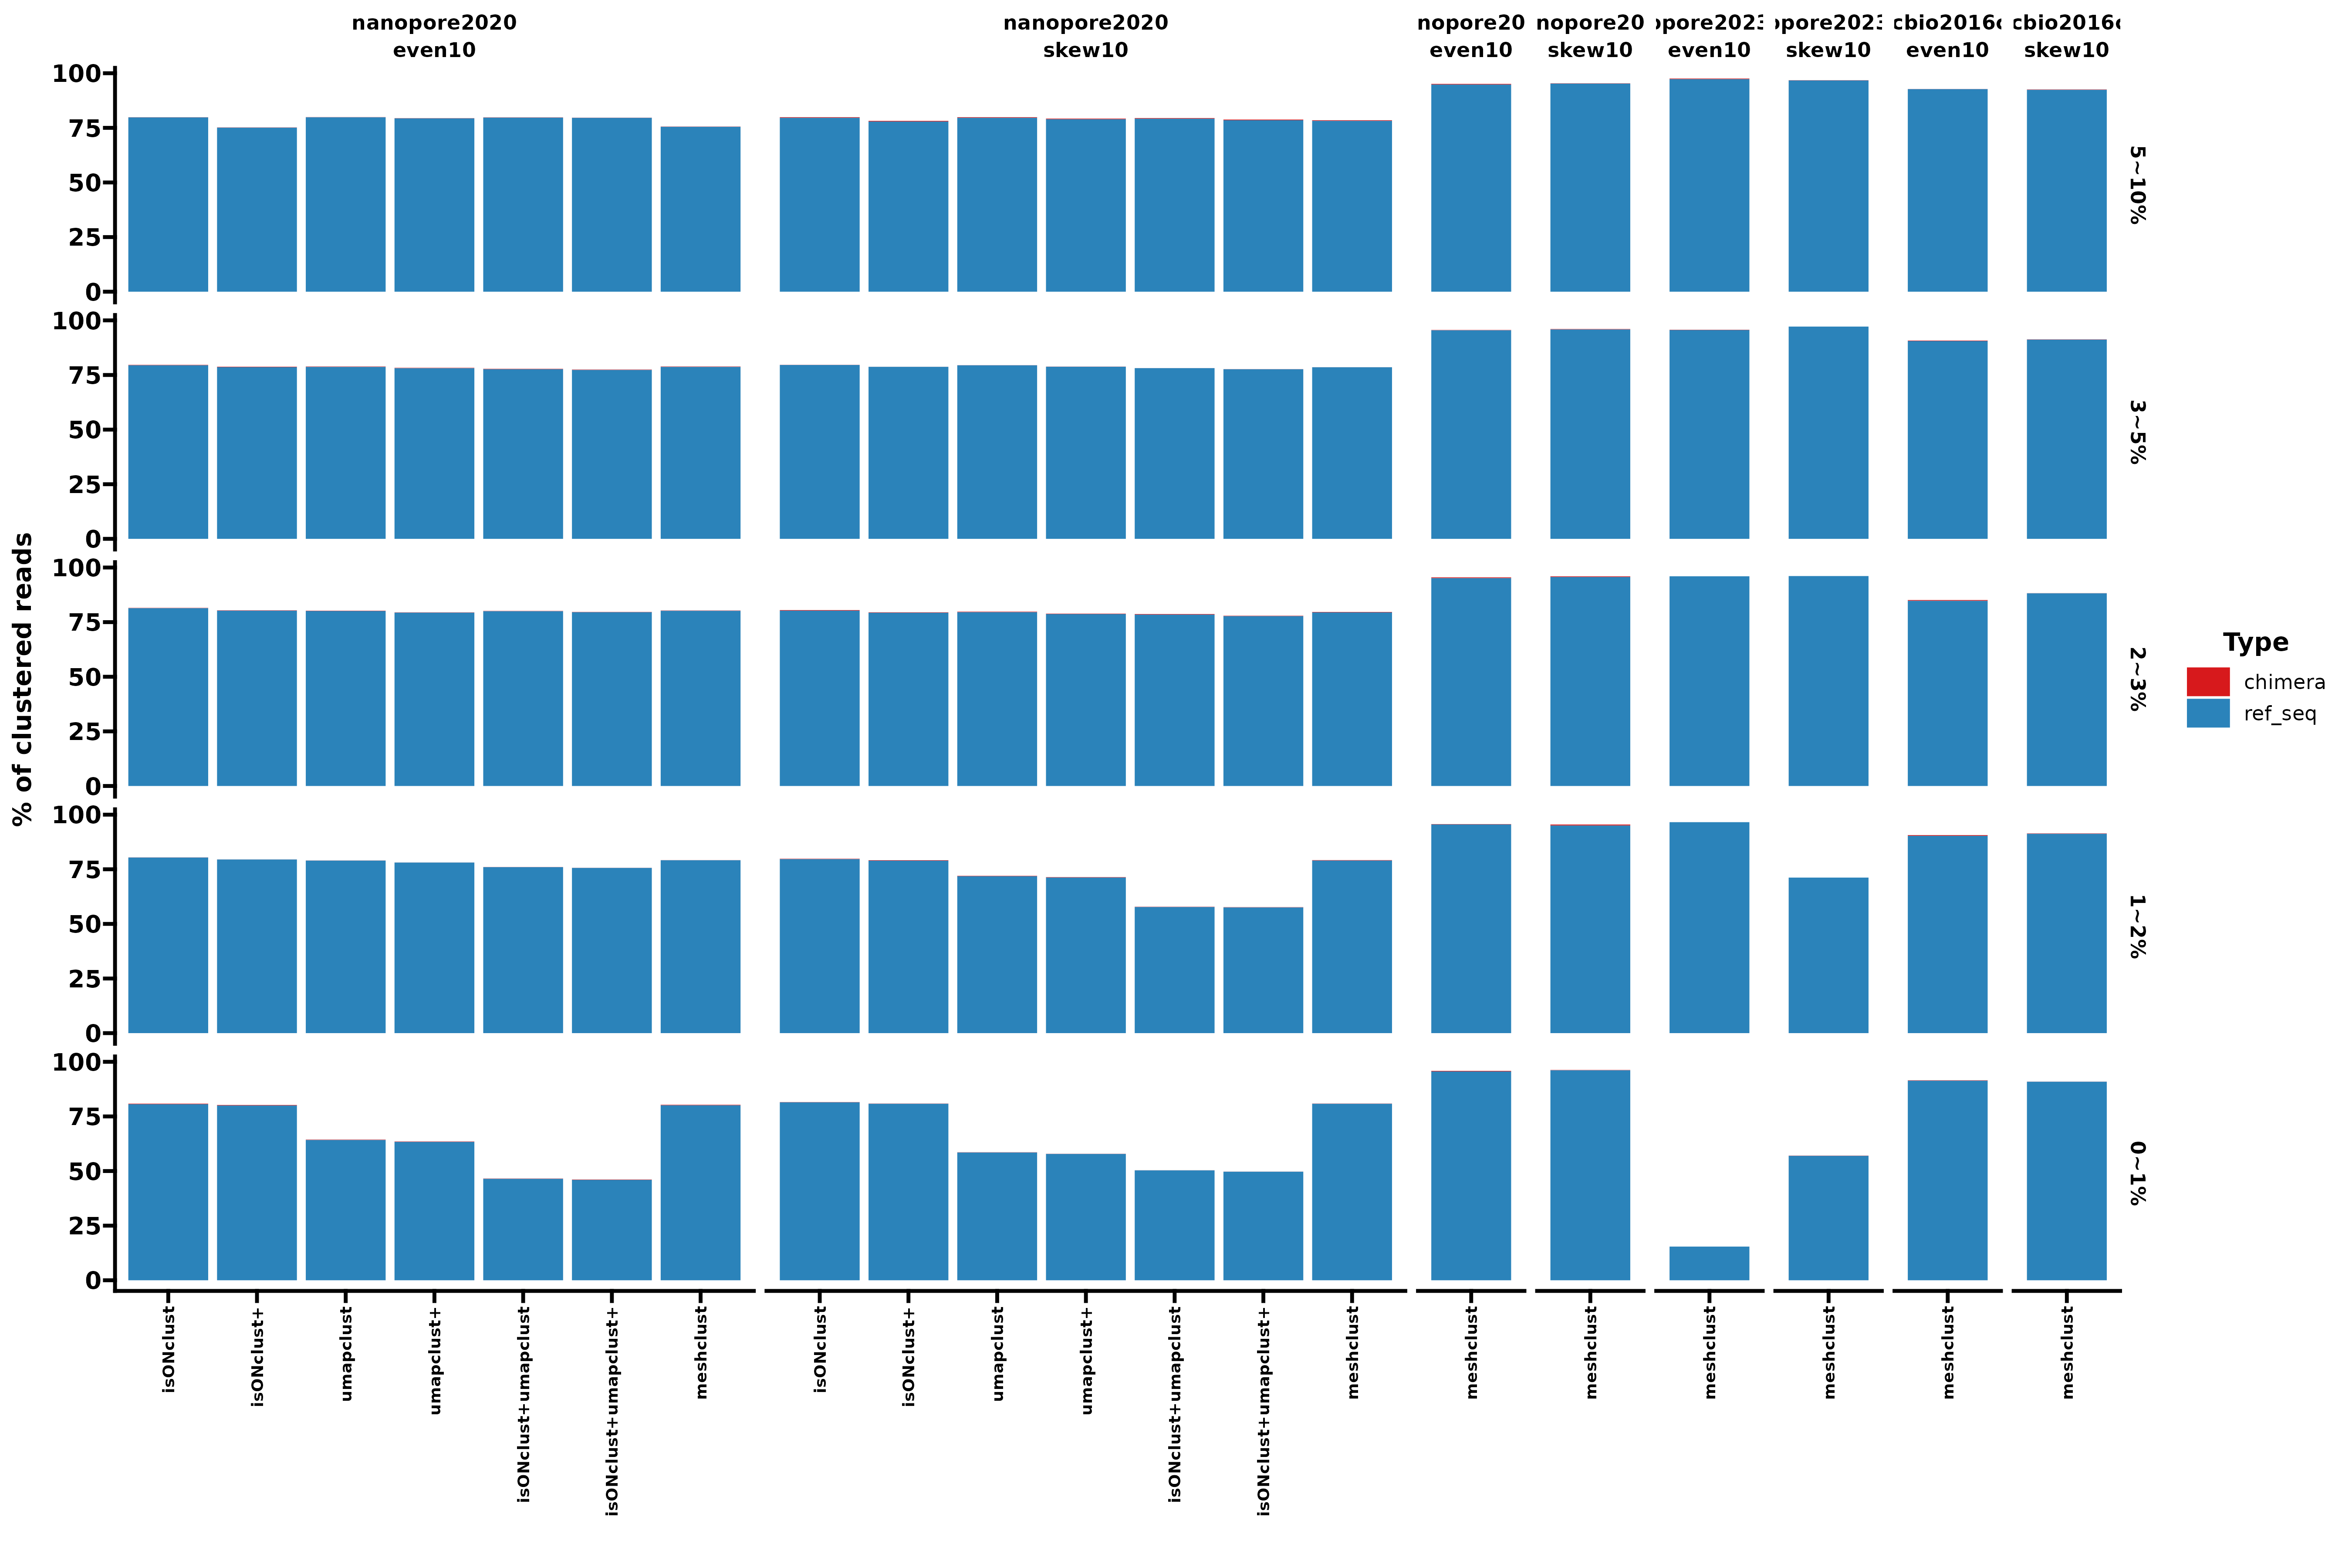 nanopore2020
even10
nanopore2020
skew10
nopore20
even10
nopore20
skew10
pore2023
even10
pore2023
skew10
cbio2016
even10
cbio2016
skew10
% of clustered reads
100
75
50
25
0
5~10%
100
75
50
25
0
3~5%
100
75
50
25
0
2~3%
100
75
50
25
0
1~2%
100
75
50
25
0
0~1%
isONclust
isONclust+
umapclust
umapclust+
isONclust+umapclust
isONclust+umapclust+
meshclust
isONclust
isONclust+
umapclust
umapclust+
isONclust+umapclust
isONclust+umapclust+
meshclust
meshclust
meshclust
meshclust
meshclust
meshclust
meshclust
Type
chimera
ref_seq